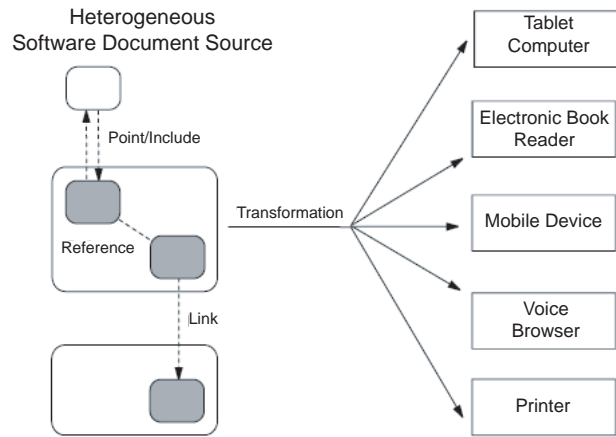 Heterogeneous
Software Document Source
Point/Include
Reference
Link
Transformation
Tablet
Computer
Electronic Book
Reader
Mobile Device
Voice
Browser
Printer